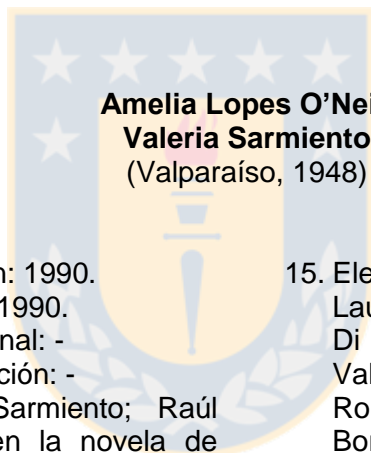 Amelia Lopes O'Nei
Valeria Sarmiento
(Valparaíso, 1948)
n: 1990.
1990.
nal: -
ción: -
Sarmiento; Raúl
en la novela de
15. Ele
Lau
Di
Val
Ro
Bor